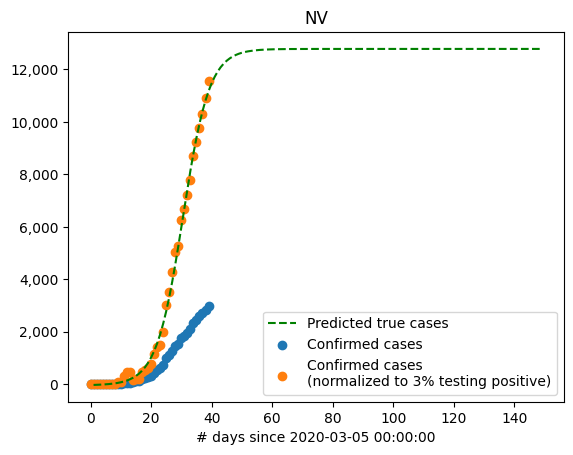 NV
12,000
10,000
8,000
6,000
4,000
2,000
0
Predicted true cases
Confirmed cases
Confirmed cases
(normalized to 3% testing positive)
0 20 40 60 80 100 120 140
# days since 2020-03-05 00:00:00